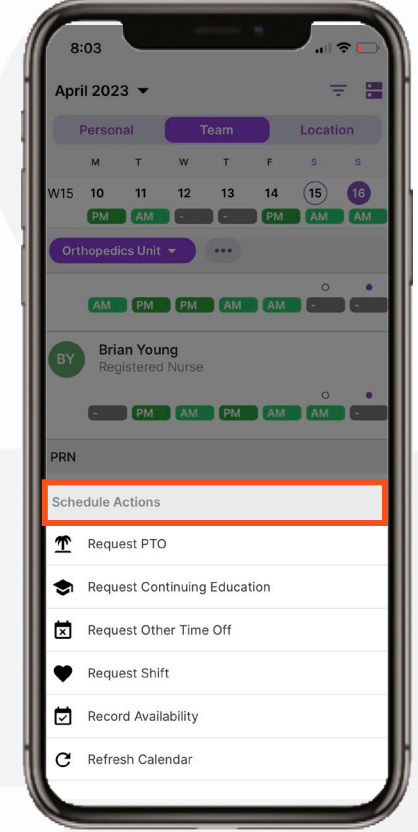 8:03
April 2023
Personal Team Location
M T W T F S S
W15 10 11 12 13 14 15 16
PM AM - - PM AM AM
Orthopedics Unit •••
AM PM PM AM AM - -
BY Brian Young
Registered Nurse
- PM AM PM AM AM -
PRN
Schedule Actions
Request PTO
Request Continuing Education
Request Other Time Off
Request Shift
Record Availability
Refresh Calendar